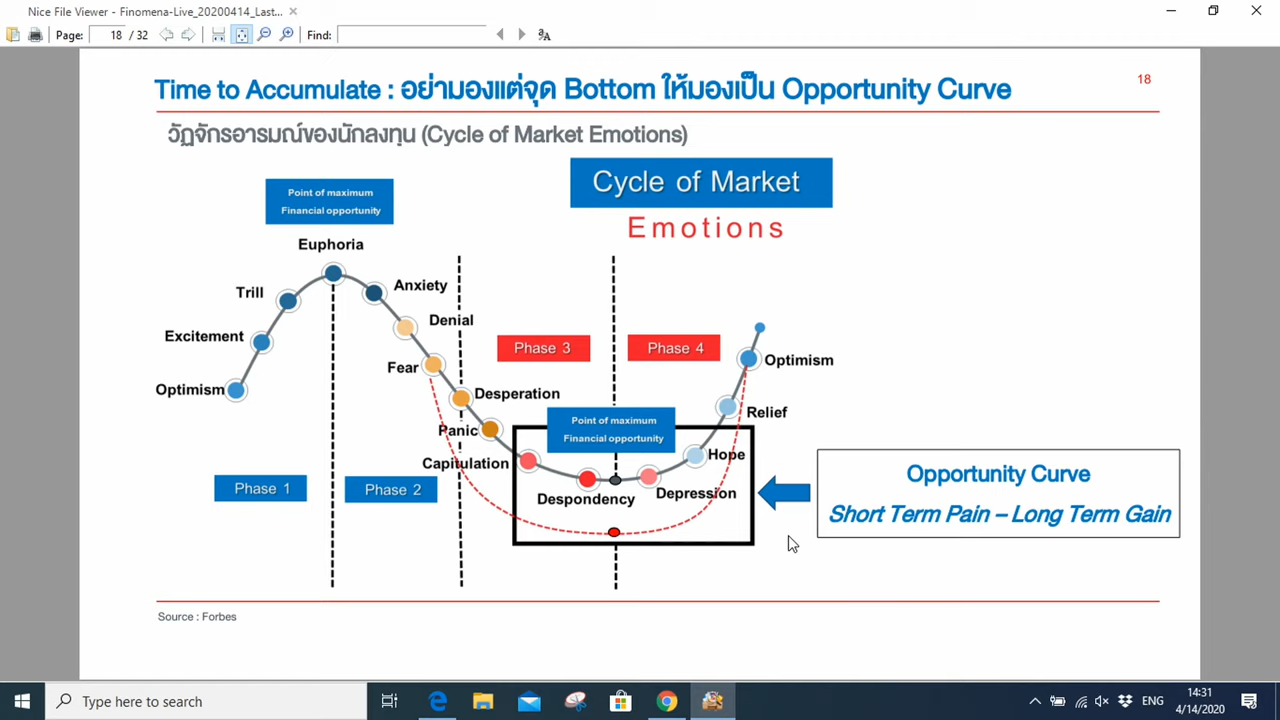 Nice File Viewer - Finomena-Live_20200414_Last...
Page: 18 / 32 Find:
Time to Accumulate : อย่ามองแต่จุด Bottom ให้มองเป็น Opportunity Curve
18
วัฏจักรอารมณ์ของนักลงทุน (Cycle of Market Emotions)
Cycle of Market
Emotions
Point of maximum
Financial opportunity
Euphoria
Trill
Anxiety
Excitement
Denial
Fear
Optimism
Phase 3
Phase 4
Optimism
Desperation
Point of maximum
Financial opportunity
Relief
Panic
Capitulation
Hope
Despondency
Depression
Phase 1
Phase 2
Opportunity Curve
Short Term Pain – Long Term Gain
Source : Forbes
Type here to search
ENG
14:31
4/14/2020